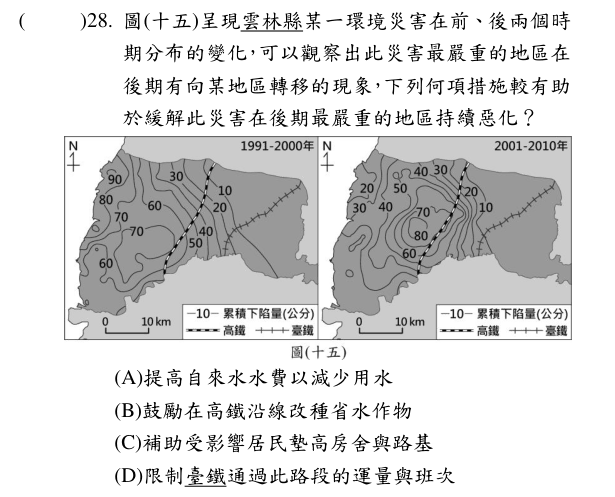 (　　)28. 圖(十五)呈現雲林縣某一環境災害在前、後兩個時
期分布的變化，可以觀察出此災害最嚴重的地區在
後期有向某地區轉移的現象，下列何項措施較有助
於緩解此災害在後期最嚴重的地區持續惡化？
N 1991-2000年
90
80
70
60
70
60
30
10
20
40
50
－10－ 累積下陷量(公分)
高鐵 臺鐵
0 10 km
N 2001-2010年
40 30
20
50
20
30 40
10
70
80
60
－10－ 累積下陷量(公分)
高鐵 臺鐵
0 10 km
圖(十五)
(A)提高自來水水費以減少用水
(B)鼓勵在高鐵沿線改種省水作物
(C)補助受影響居民墊高房舍與路基
(D)限制臺鐵通過此路段的運量與班次